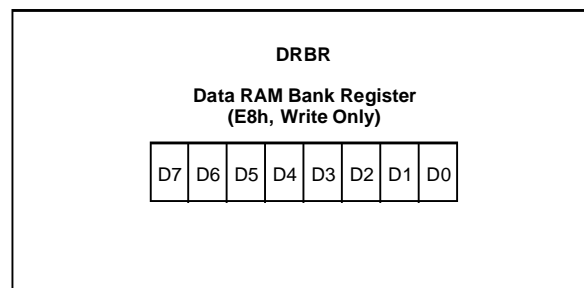 DRBR
Data RAM Bank Register
(E8h, Write Only)
D7 D6 D5 D4 D3 D2 D1 D0